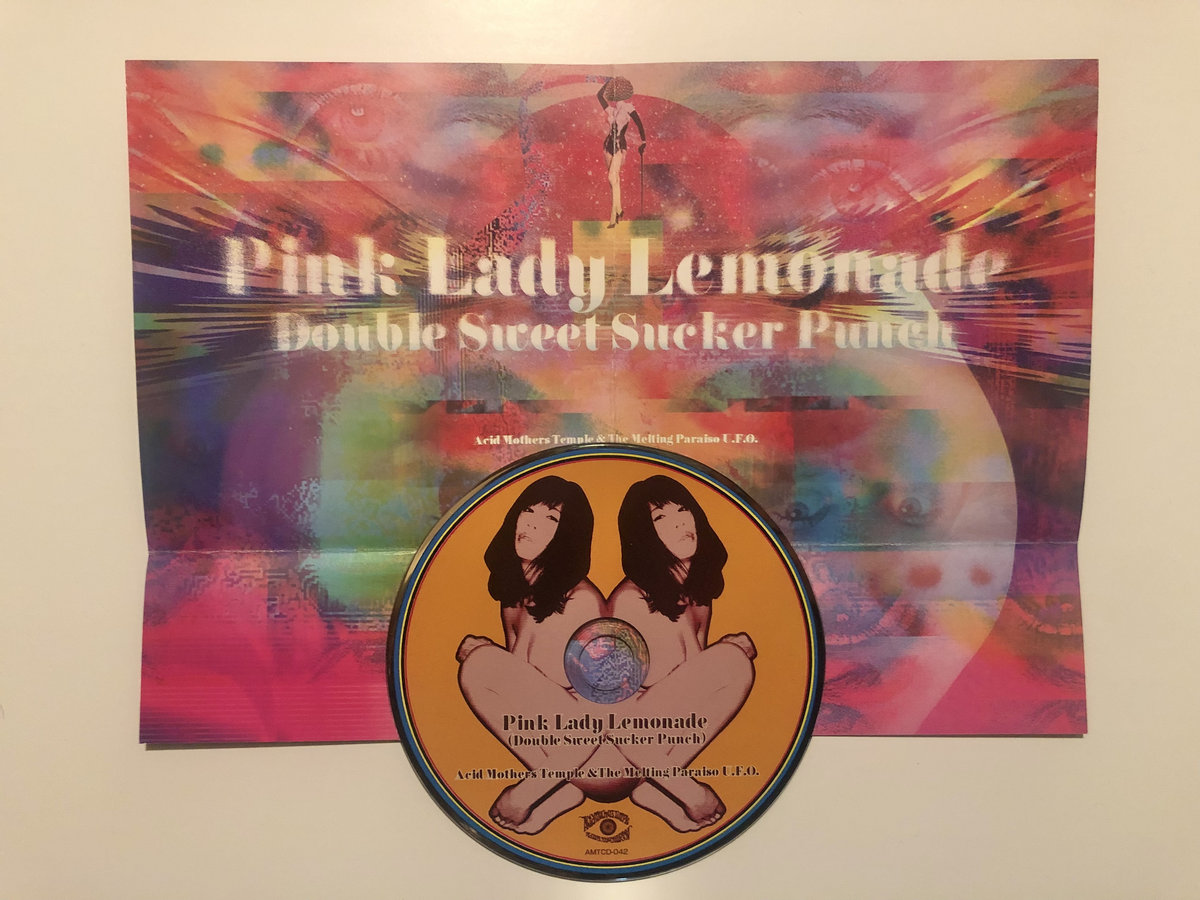 Pink Lady Lemonade
Double Sweet Sucker Punch
Acid Mothers Temple & The Melting Paraiso U.F.O.
Pink Lady Lemonade
(Double Sweet Sucker Punch)
Acid Mothers Temple &The Melting Paraiso U.F.O.
AMTCD-042